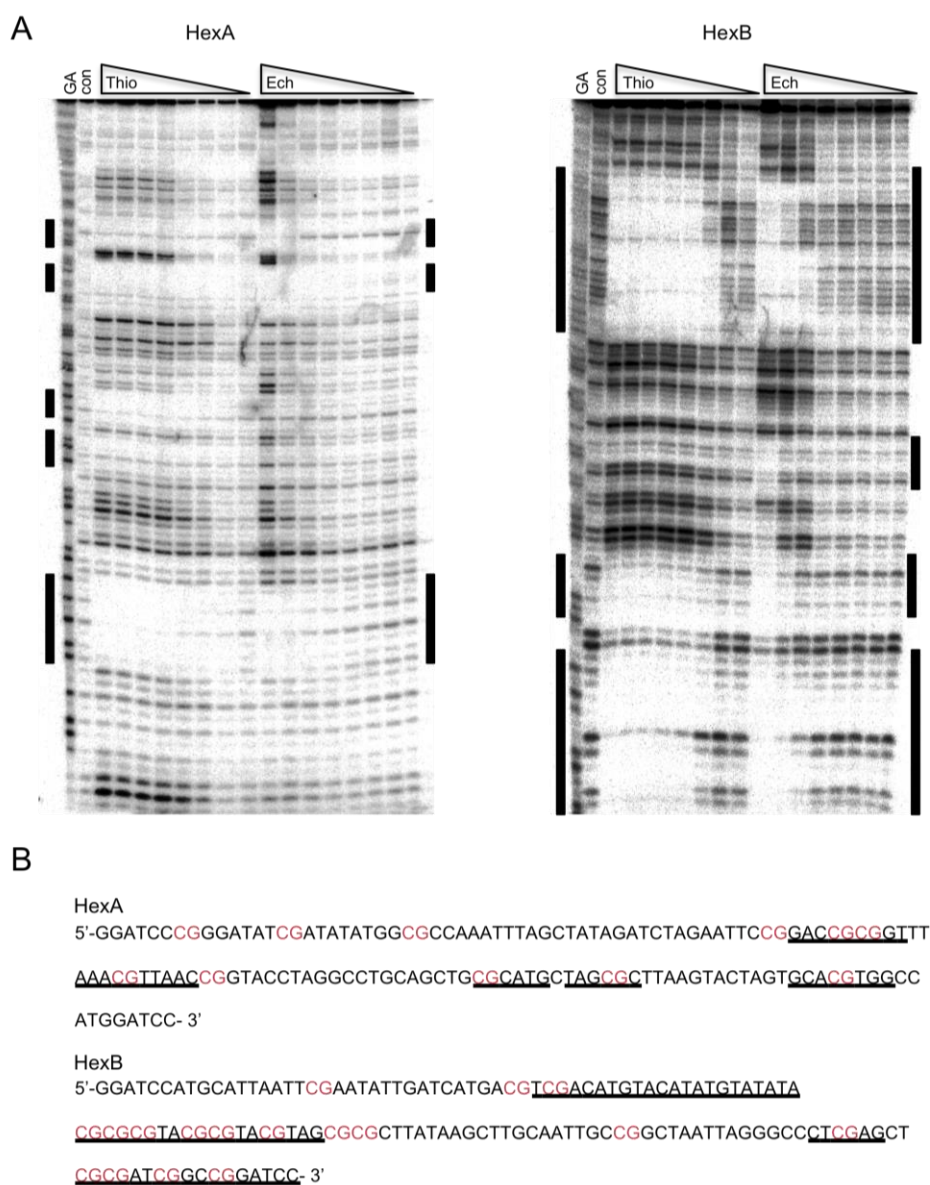 A
HexA
HexB
GA
con
Thio
Ech
GA
con
Thio
Ech
B
HexA
5'-GGATCCCGGGATATCGATATATGGCGCCAAATTTAGCTATAGATCTAGAATTCCGGACCGCGGTTT
AAACGTTAACCGGTACCTAGGCCTGCAGCTGCGCATGCTAGCGCTTAAGTACTAGTGCACGTGGCC
ATGGATCC- 3'
HexB
5'-GGATCCATGCATTAATTCGAATATTGATCATGACGTCGACATGTACATATGTATATA
CGCGCGTACGCGTACGTAGCGCGCTTATAAGCTTGCAATTGCCGGCTAATTAGGGCCCTCGAGCT
CGCGATCGGCCGGATCC- 3'